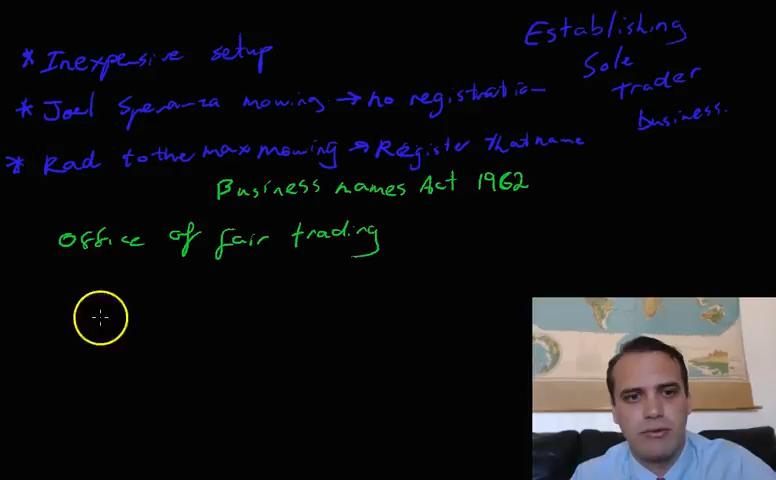 Establishing
Sole
trader
business.
* Inexpensive setup
* Joel Speranza mowing → no registration
* Rad to the max mowing → Register that name
Business names Act 1962
Office of fair trading